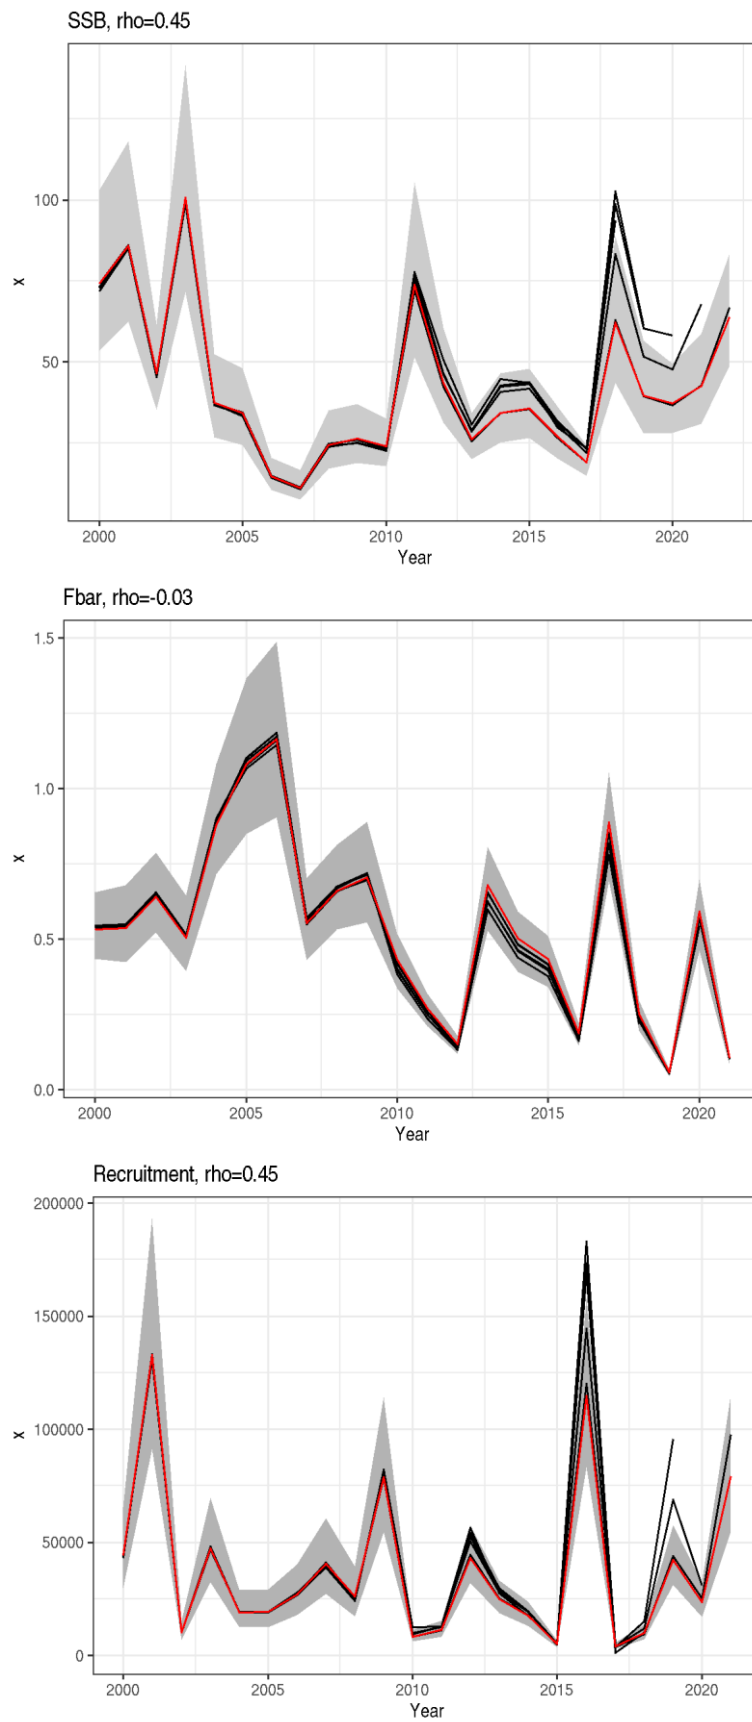 SSB, rho=0.45
100
50
x
2000 2005 2010 2015 2020
Year
Fbar, rho=-0.03
1.5
1.0
0.5
0.0
x
2000 2005 2010 2015 2020
Year
Recruitment, rho=0.45
200000
150000
100000
50000
0
x
2000 2005 2010 2015 2020
Year